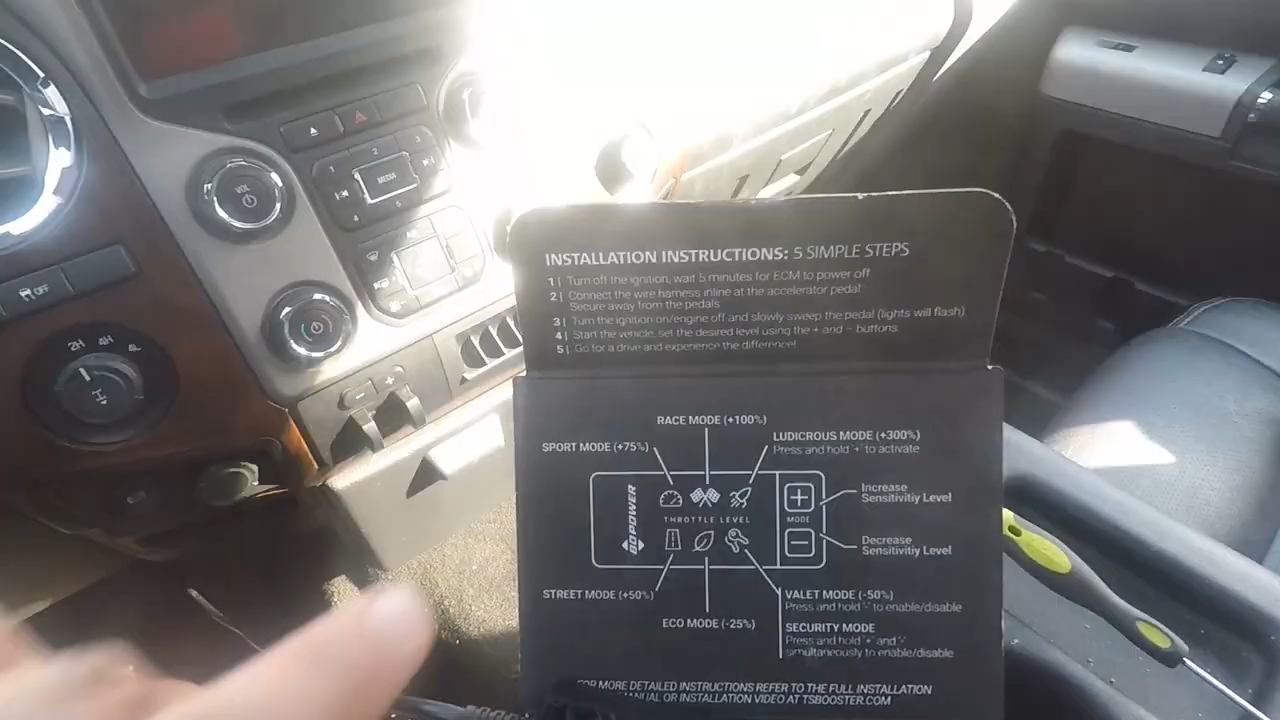 VOL
1
2
3
MEDIA
4
5
OFF
2H 4H 4L
INSTALLATION INSTRUCTIONS: 5 SIMPLE STEPS
1 | Turn off the ignition, wait 5 minutes for ECM to power off
2 | Connect the wire harness inline at the accelerator pedal
Secure away from the pedals
3 | Turn the ignition on/engine off and slowly sweep the pedal (lights will flash).
4 | Start the vehicle, set the desired level using the + and - buttons.
5 | Go for a drive and experience the difference!
RACE MODE (+100%)
SPORT MODE (+75%)
LUDICROUS MODE (+300%)
Press and hold '+' to activate
BDPOWER
THROTTLE LEVEL
+
MODE
-
Increase
Sensitivitiy Level
Decrease
Sensitivitiy Level
STREET MODE (+50%)
ECO MODE (-25%)
VALET MODE (-50%)
Press and hold '-' to enable/disable
SECURITY MODE
Press and hold '+' and '-'
simultaneously to enable/disable
FOR MORE DETAILED INSTRUCTIONS REFER TO THE FULL INSTALLATION
MANUAL OR INSTALLATION VIDEO AT TSBOOSTER.COM